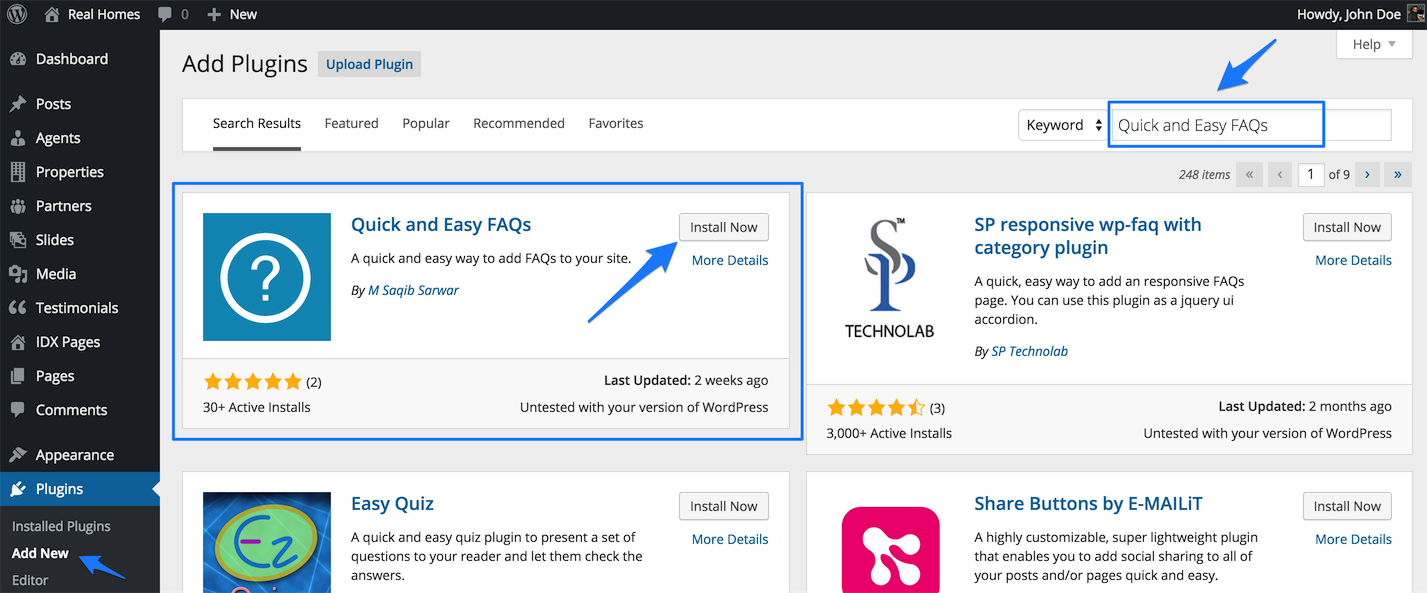 Real Homes 0 + New Howdy, John Doe
Help
Dashboard
Posts
Agents
Properties
Partners
Slides
Media
Testimonials
IDX Pages
Pages
Comments
Appearance
Plugins
Installed Plugins
Add New
Editor
Add Plugins Upload Plugin
Search Results Featured Popular Recommended Favorites Keyword Quick and Easy FAQs
248 items « ‹ 1 of 9 › »
Quick and Easy FAQs
Install Now
A quick and easy way to add FAQs to your site.
More Details
By M Saqib Sarwar
?
(2)
Last Updated: 2 weeks ago
30+ Active Installs
Untested with your version of WordPress
TECHNOLAB
SP responsive wp-faq with
category plugin
Install Now
More Details
A quick, easy way to add an responsive FAQs
page. You can use this plugin as a jquery ui
accordion.
By SP Technolab
(3)
Last Updated: 2 months ago
3,000+ Active Installs
Untested with your version of WordPress
Easy Quiz
Install Now
More Details
A quick and easy quiz plugin to present a set of
questions to your reader and let them check the
answers.
Share Buttons by E-MAILiT
Install Now
More Details
A highly customizable, super lightweight plugin
that enables you to add social sharing to all of
your posts and/or pages quick and easy.